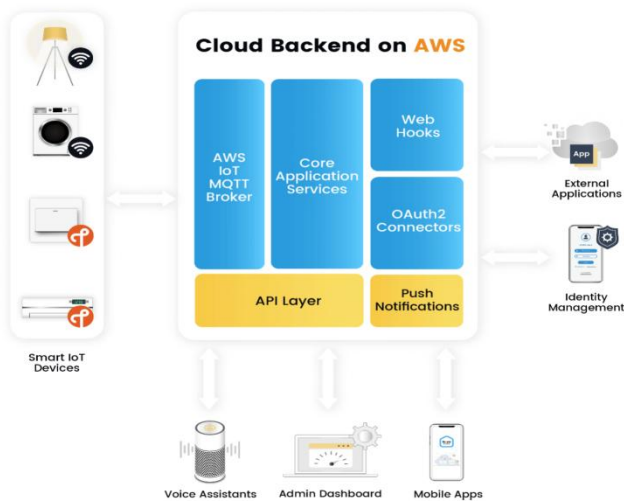 Cloud Backend on AWS
AWS
IoT
MQTT
Broker
Core
Application
Services
Web
Hooks
OAuth2
Connectors
API Layer
Push
Notifications
Smart IoT
Devices
App
External
Applications
Identity
Management
Voice Assistants
Admin Dashboard
Mobile Apps